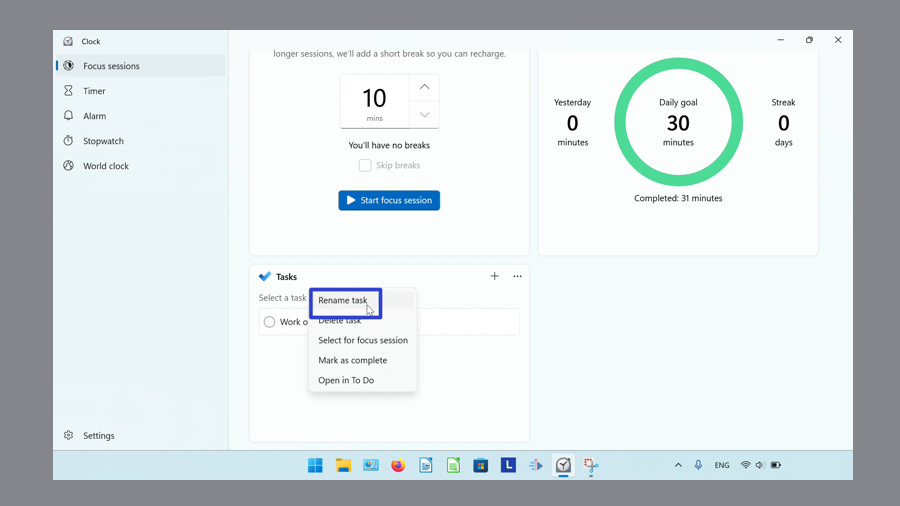 Clock
Focus sessions
Timer
Alarm
Stopwatch
World clock
Settings
longer sessions, we'll add a short break so you can recharge.
10
mins
You'll have no breaks
Skip breaks
Start focus session
Yesterday
0
minutes
Daily goal
30
minutes
Streak
0
days
Completed: 31 minutes
Tasks
Select a task
Work
Rename task
Delete task
Select for focus session
Mark as complete
Open in To Do
L
ENG